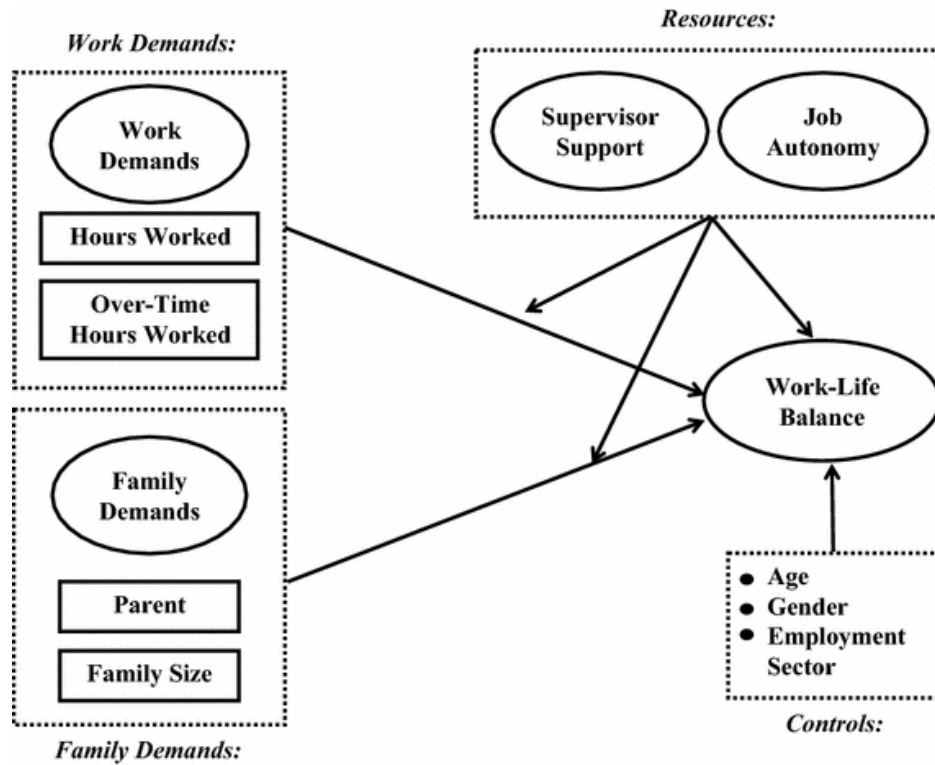 Work Demands:
Work
Demands
Hours Worked
Over-Time
Hours Worked
Resources:
Supervisor
Support
Job
Autonomy
Work-Life
Balance
Family
Demands
Parent
Family Size
Family Demands:
● Age
● Gender
● Employment
Sector
Controls: